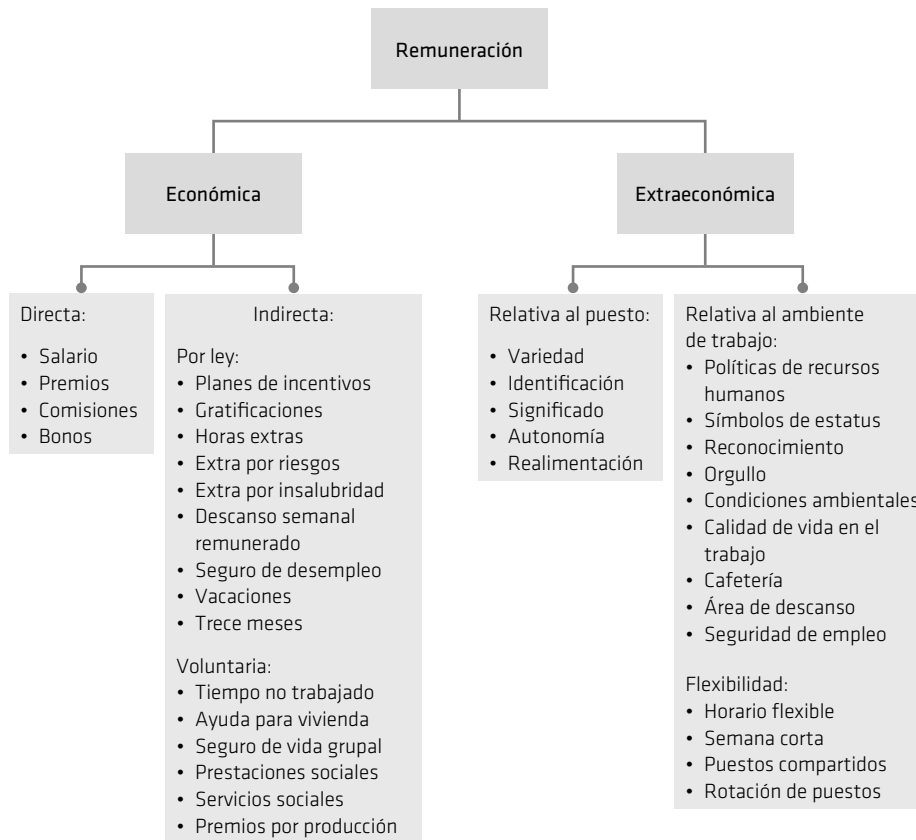 Remuneración
Económica
Extraeconómica
Directa:
• Salario
• Premios
• Comisiones
• Bonos
Indirecta:
Por ley:
• Planes de incentivos
• Gratificaciones
• Horas extras
• Extra por riesgos
• Extra por insalubridad
• Descanso semanal
remunerado
• Seguro de desempleo
• Vacaciones
• Trece meses
Voluntaria:
• Tiempo no trabajado
• Ayuda para vivienda
• Seguro de vida grupal
• Prestaciones sociales
• Servicios sociales
• Premios por producción
Relativa al puesto:
• Variedad
• Identificación
• Significado
• Autonomía
• Realimentación
Relativa al ambiente
de trabajo:
• Políticas de recursos
humanos
• Símbolos de estatus
• Reconocimiento
• Orgullo
• Condiciones ambientales
• Calidad de vida en el
trabajo
• Cafetería
• Área de descanso
• Seguridad de empleo
Flexibilidad:
• Horario flexible
• Semana corta
• Puestos compartidos
• Rotación de puestos